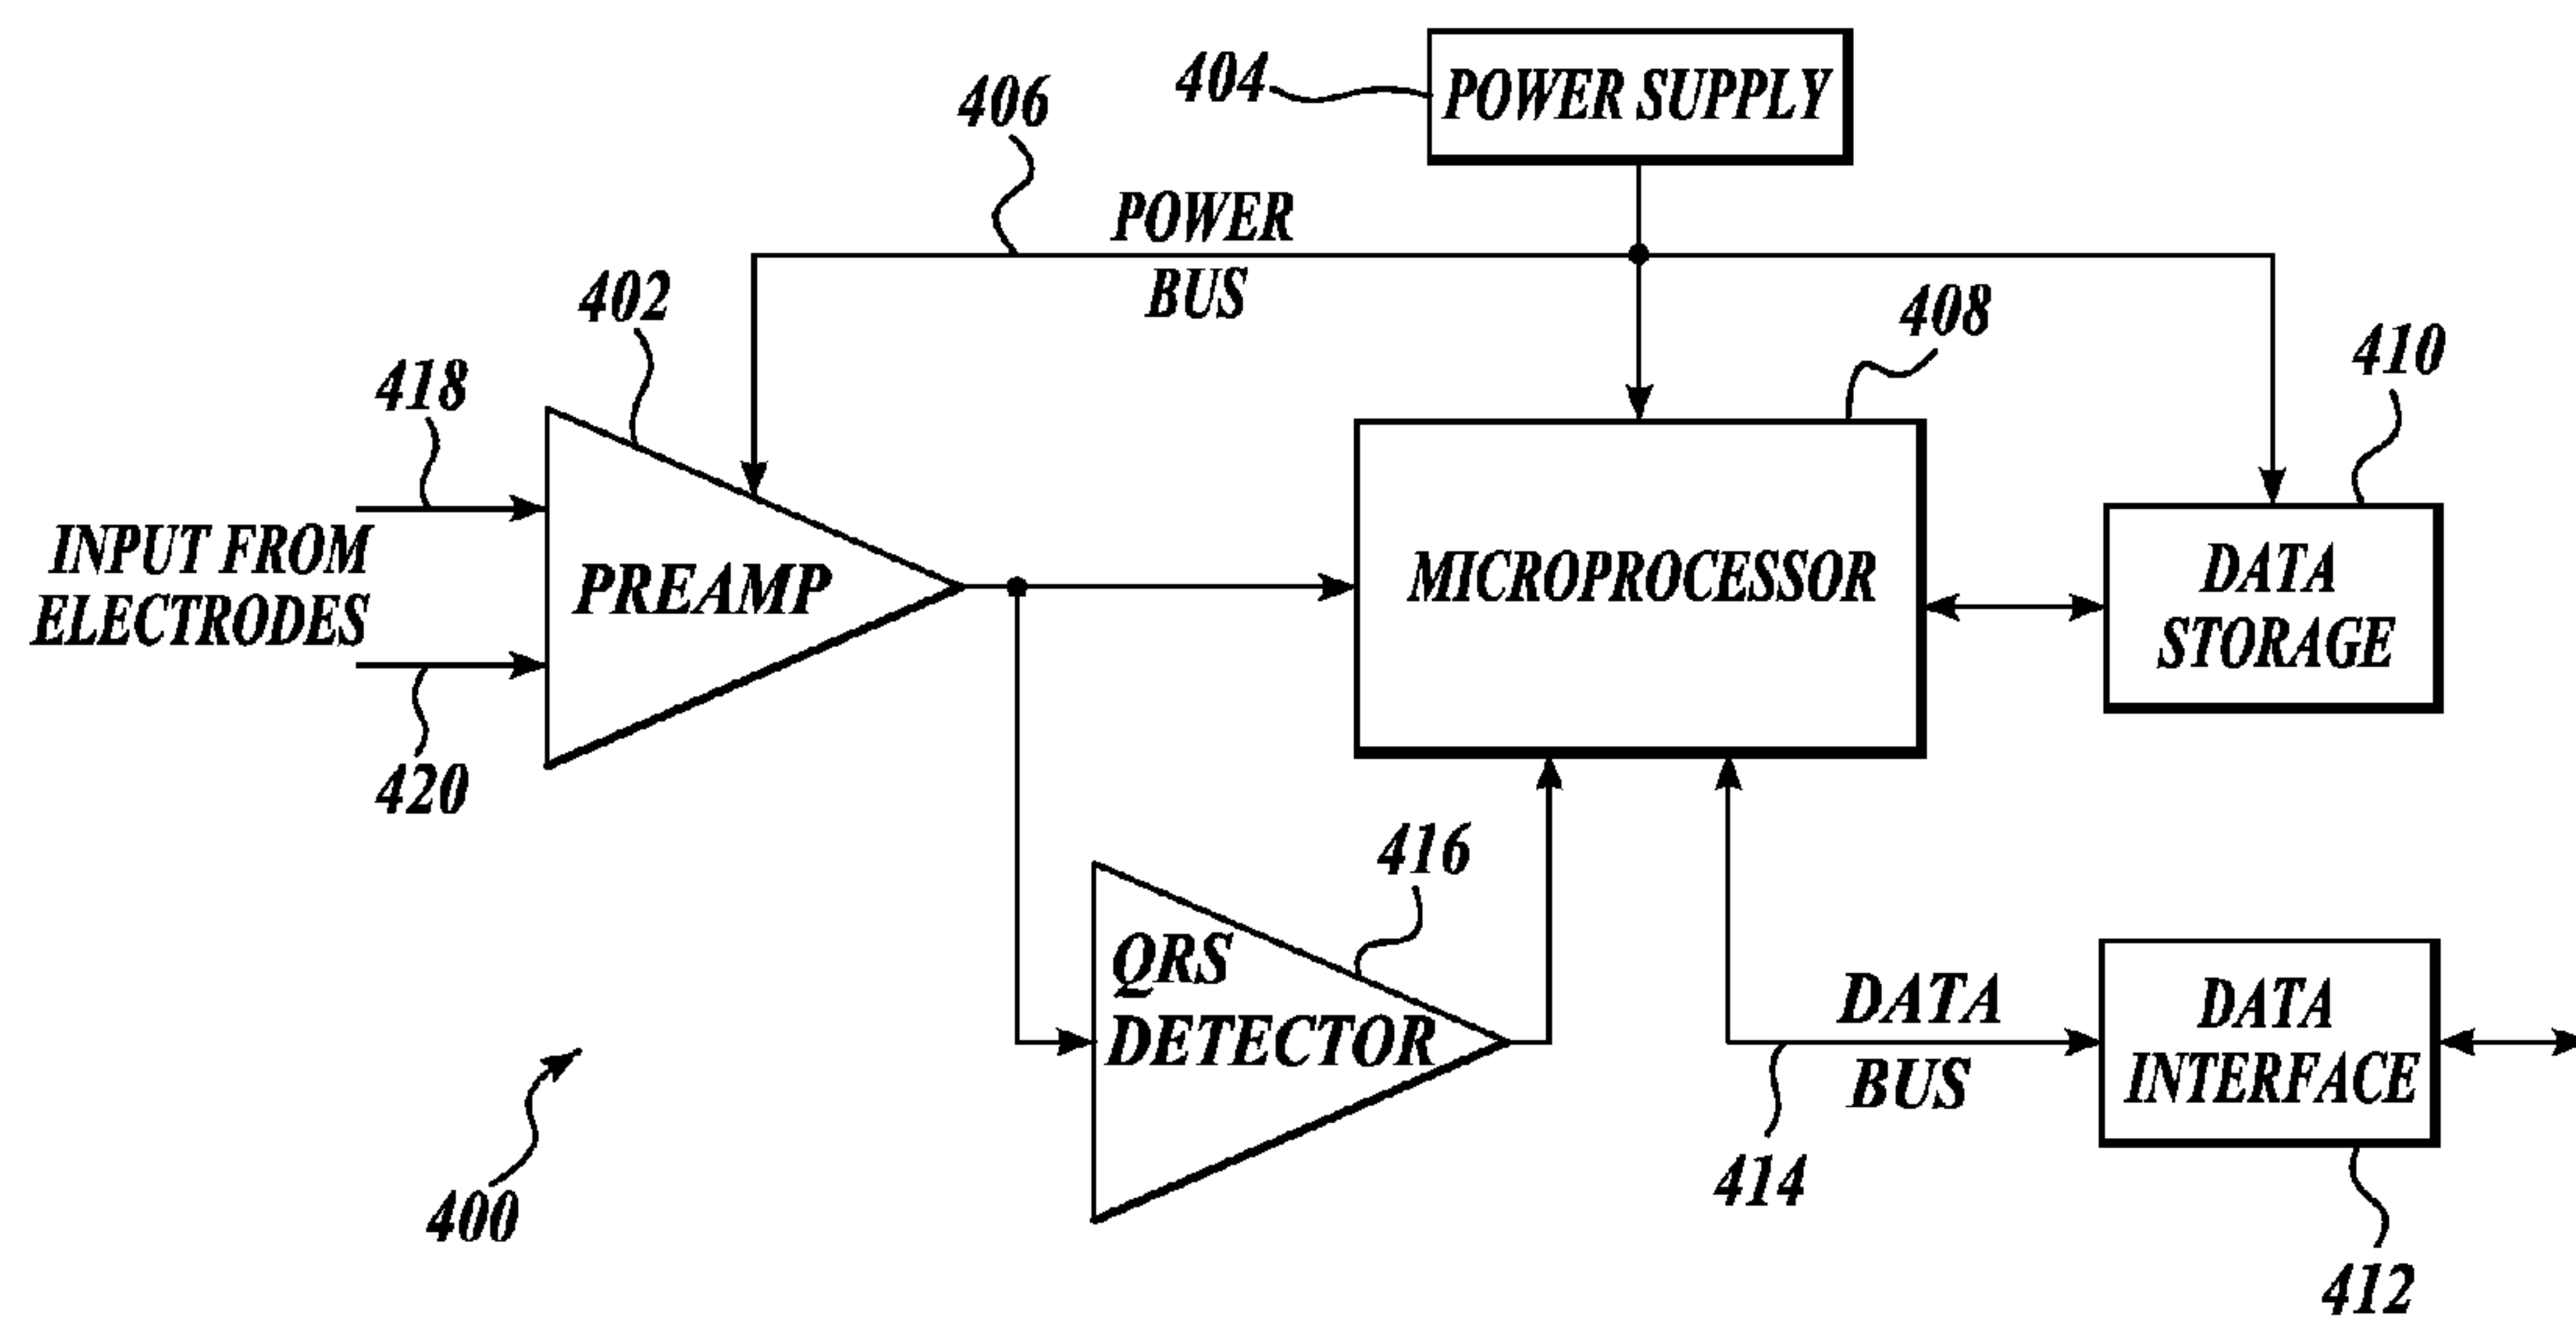 404
POWER SUPPLY
406
POWER
BUS
402
408
418
410
INPUT FROM
ELECTRODES
PREAMP
MICROPROCESSOR
DATA
STORAGE
420
416
QRS
DETECTOR
DATA
BUS
DATA
INTERFACE
414
400
412